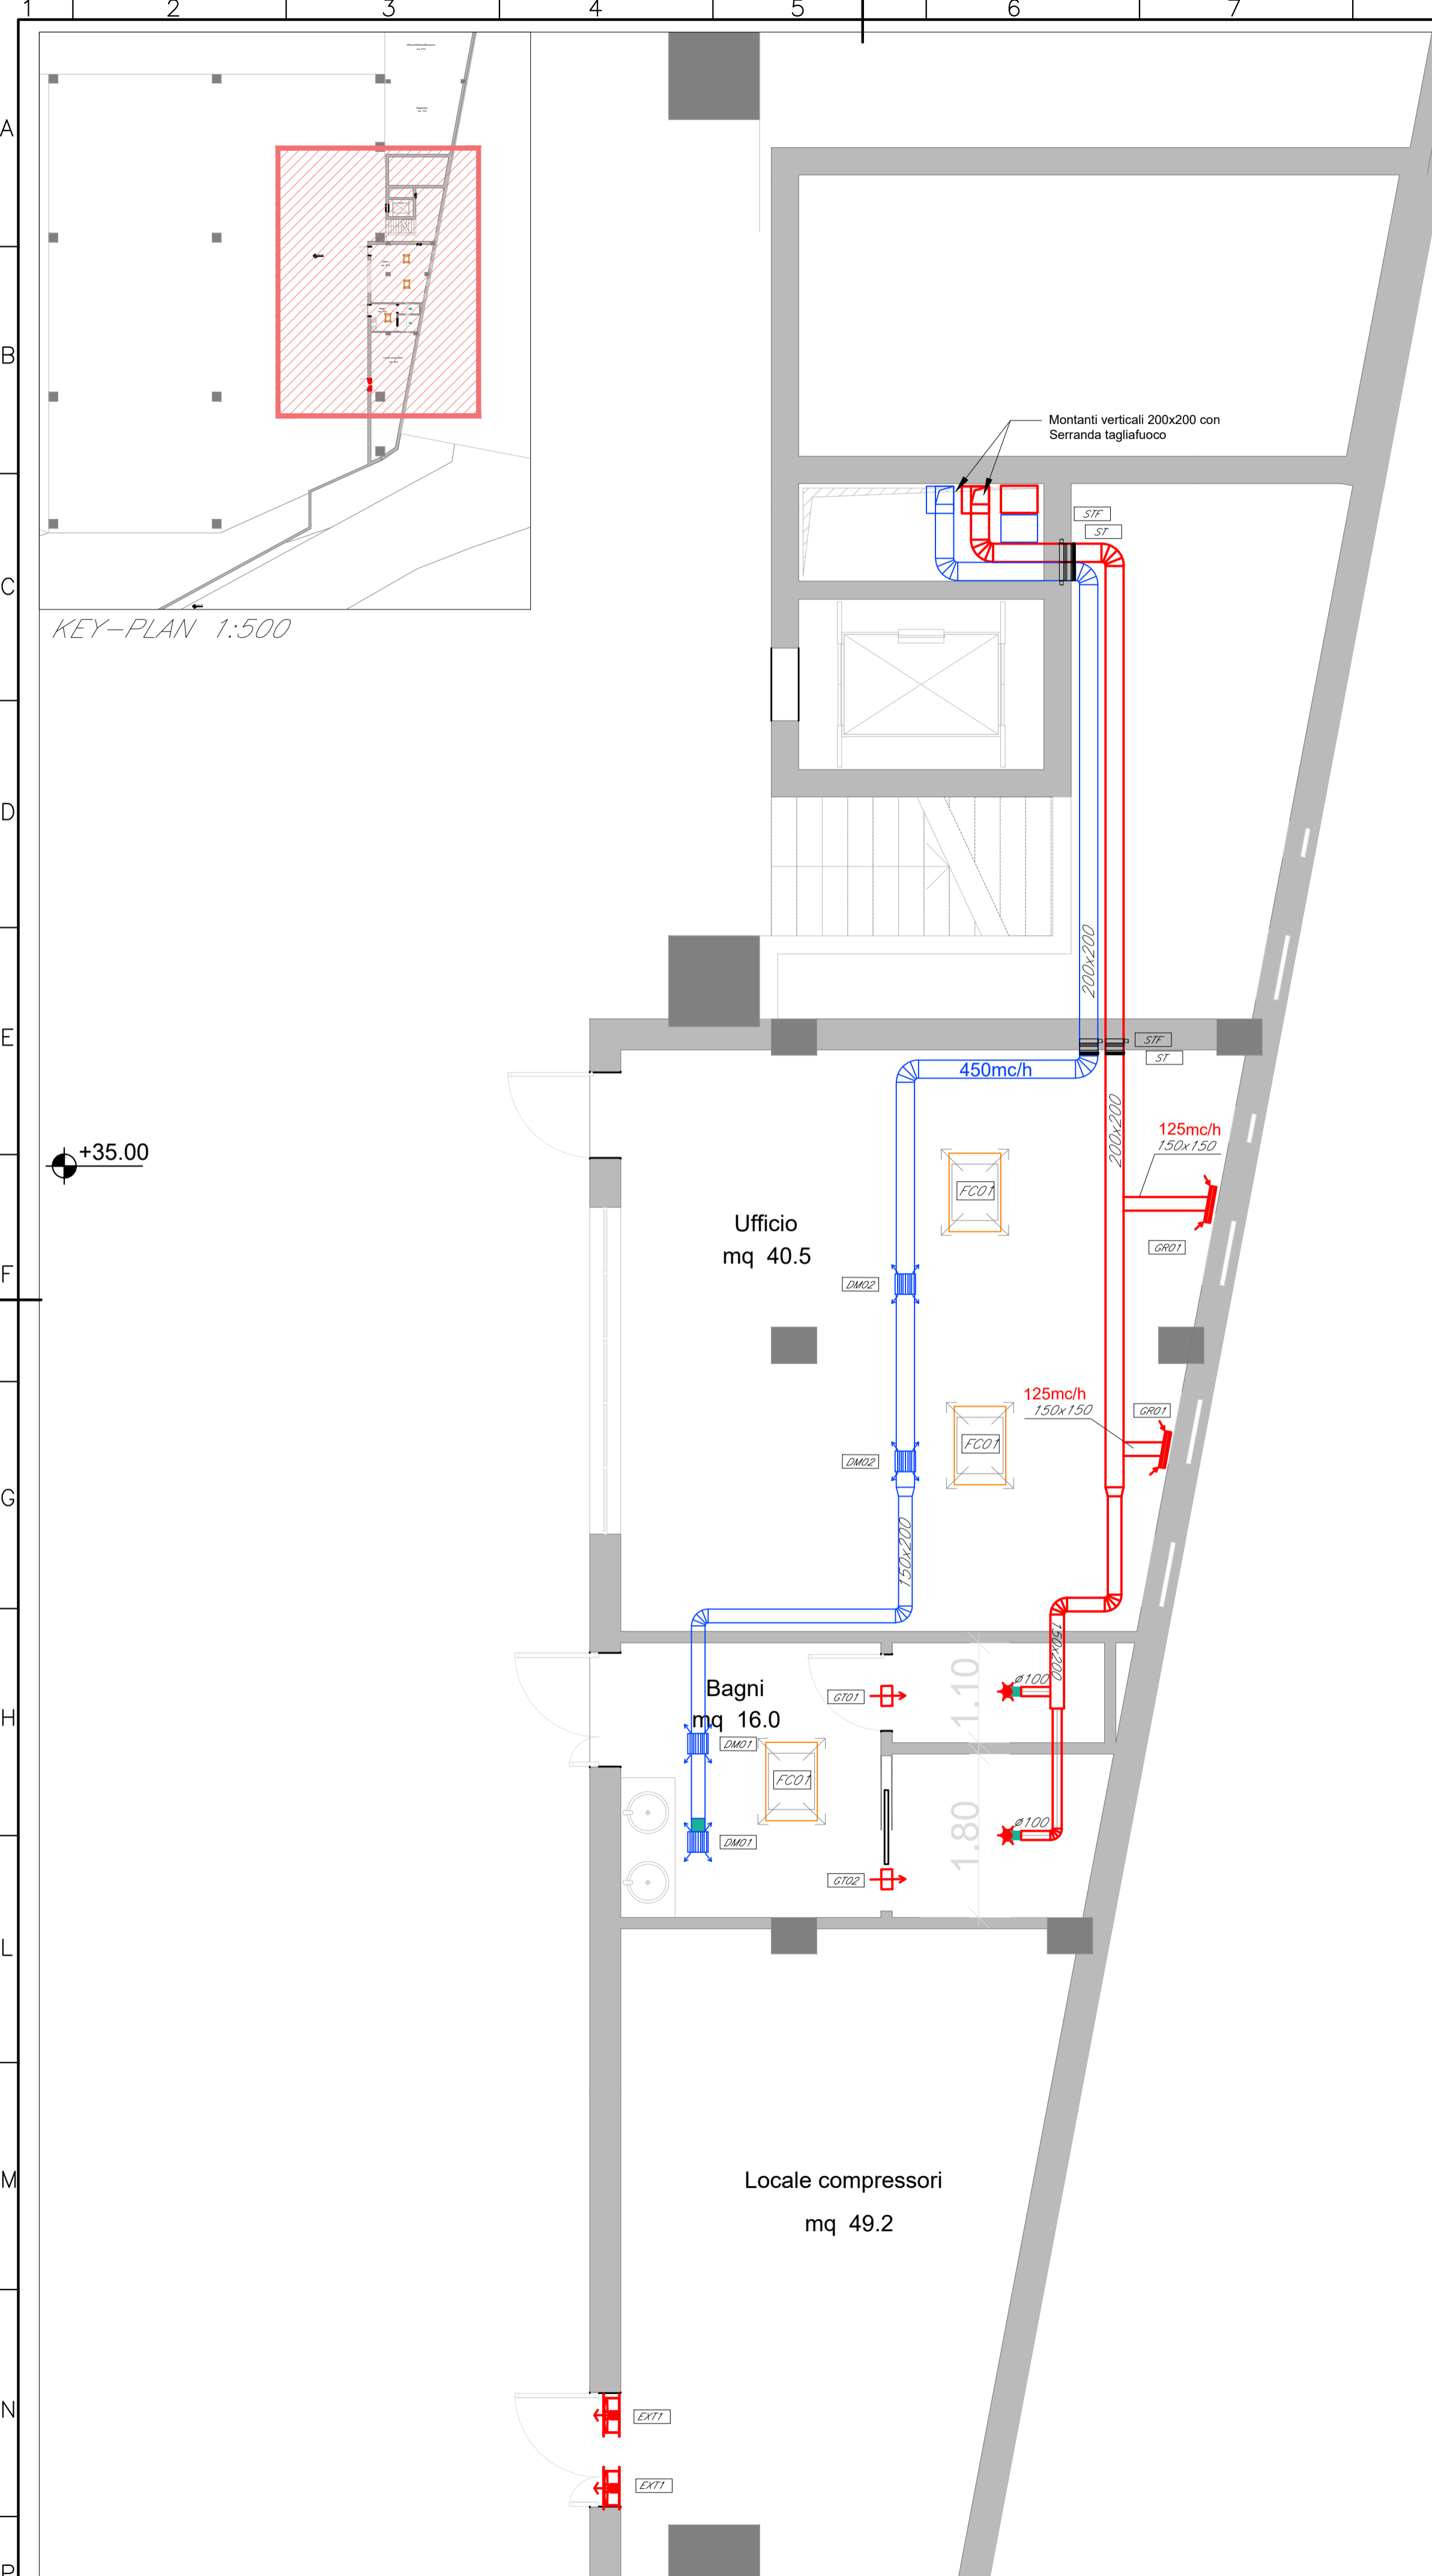 1 2 3 4 5 6 7
A
B
C
D
E
F
G
H
L
M
N
P
KEY-PLAN 1:500
Montanti verticali 200x200 con
Serranda tagliafuoco
STF
ST
200x200
STF
ST
450mc/h
200x200
125mc/h
150x150
+35.00
FC01
Ufficio
mq 40.5
GR01
DM02
125mc/h
150x150
GR01
FC01
DM02
150x200
150x200
1.10
ø100
Bagni
mq 16.0
GT01
DM01
FC01
1.80
ø100
DM01
GT02
Locale compressori
mq 49.2
EXT1
EXT1